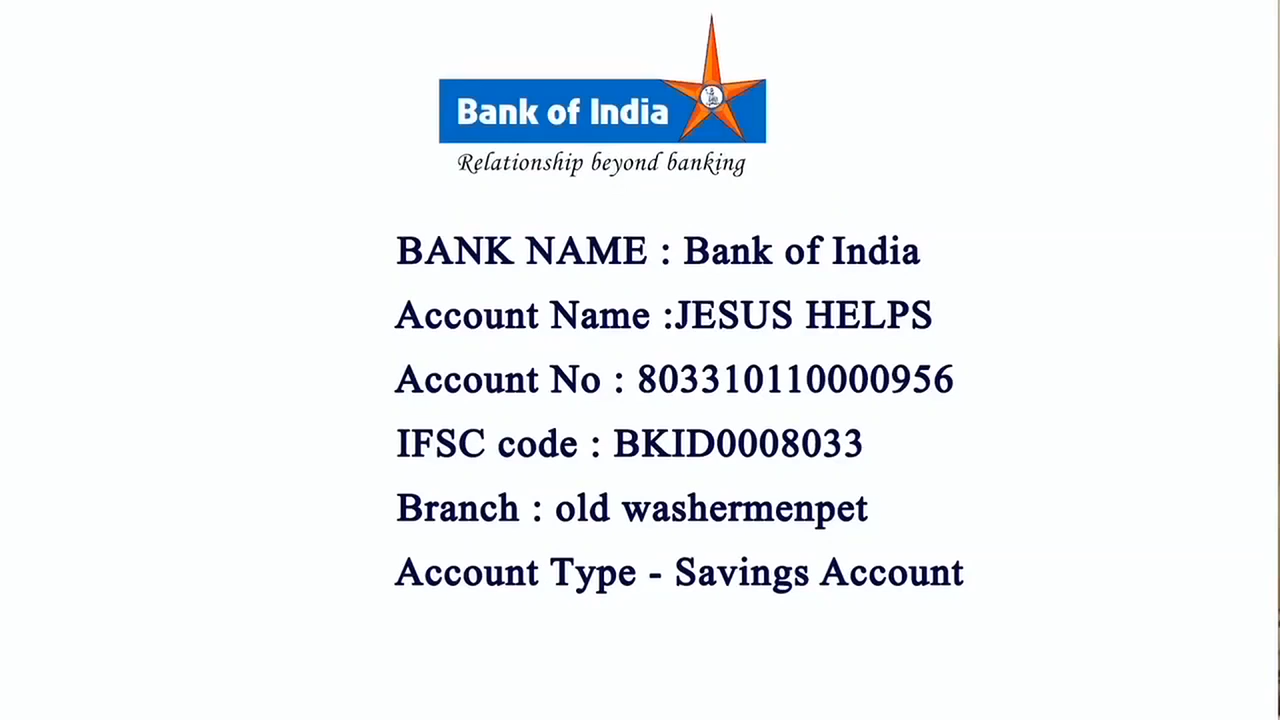 Bank of India
Relationship beyond banking
BANK NAME : Bank of India
Account Name :JESUS HELPS
Account No : 803310110000956
IFSC code : BKID0008033
Branch : old washermenpet
Account Type - Savings Account